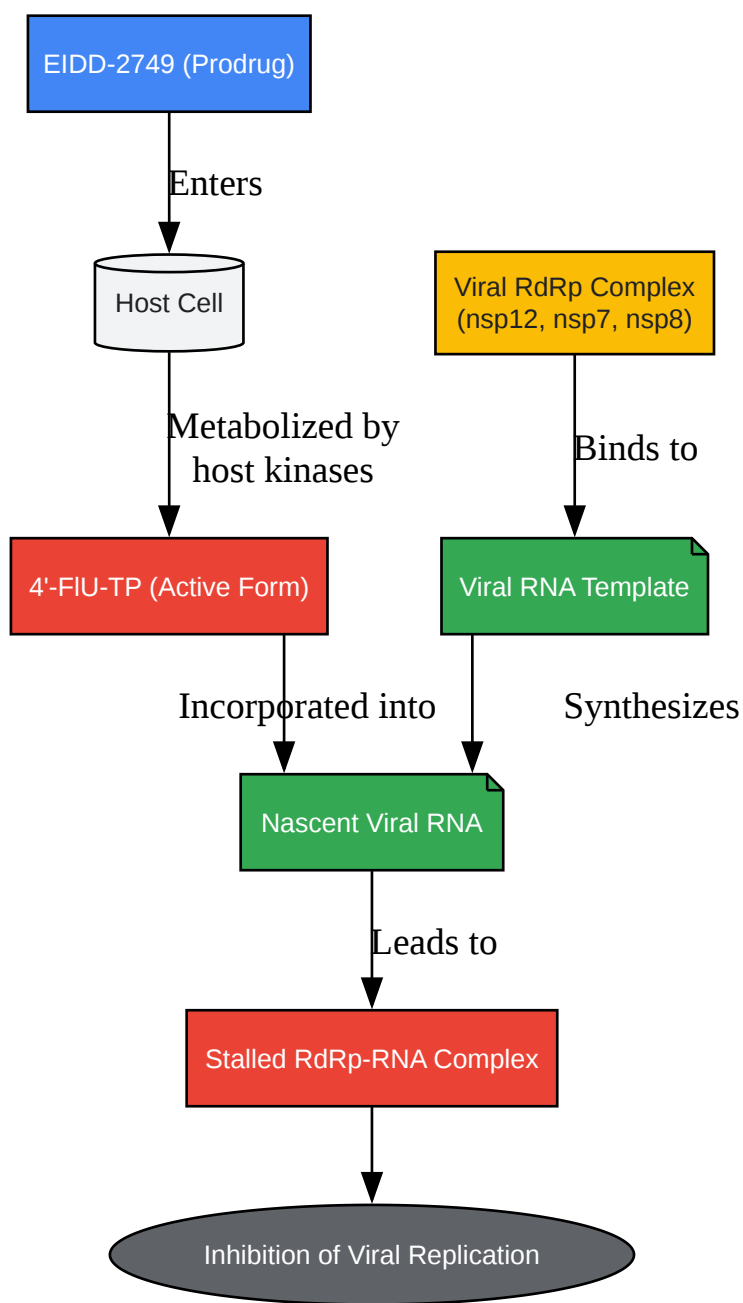 EIDD-2749 (Prodrug)
Enters
Host Cell
Viral RdRp Complex
(nsp12, nsp7, nsp8)
Metabolized by
host kinases
Binds to
4'-FlU-TP (Active Form)
Viral RNA Template
Incorporated into
Synthesizes
Nascent Viral RNA
Leads to
Stalled RdRp-RNA Complex
Inhibition of Viral Replication